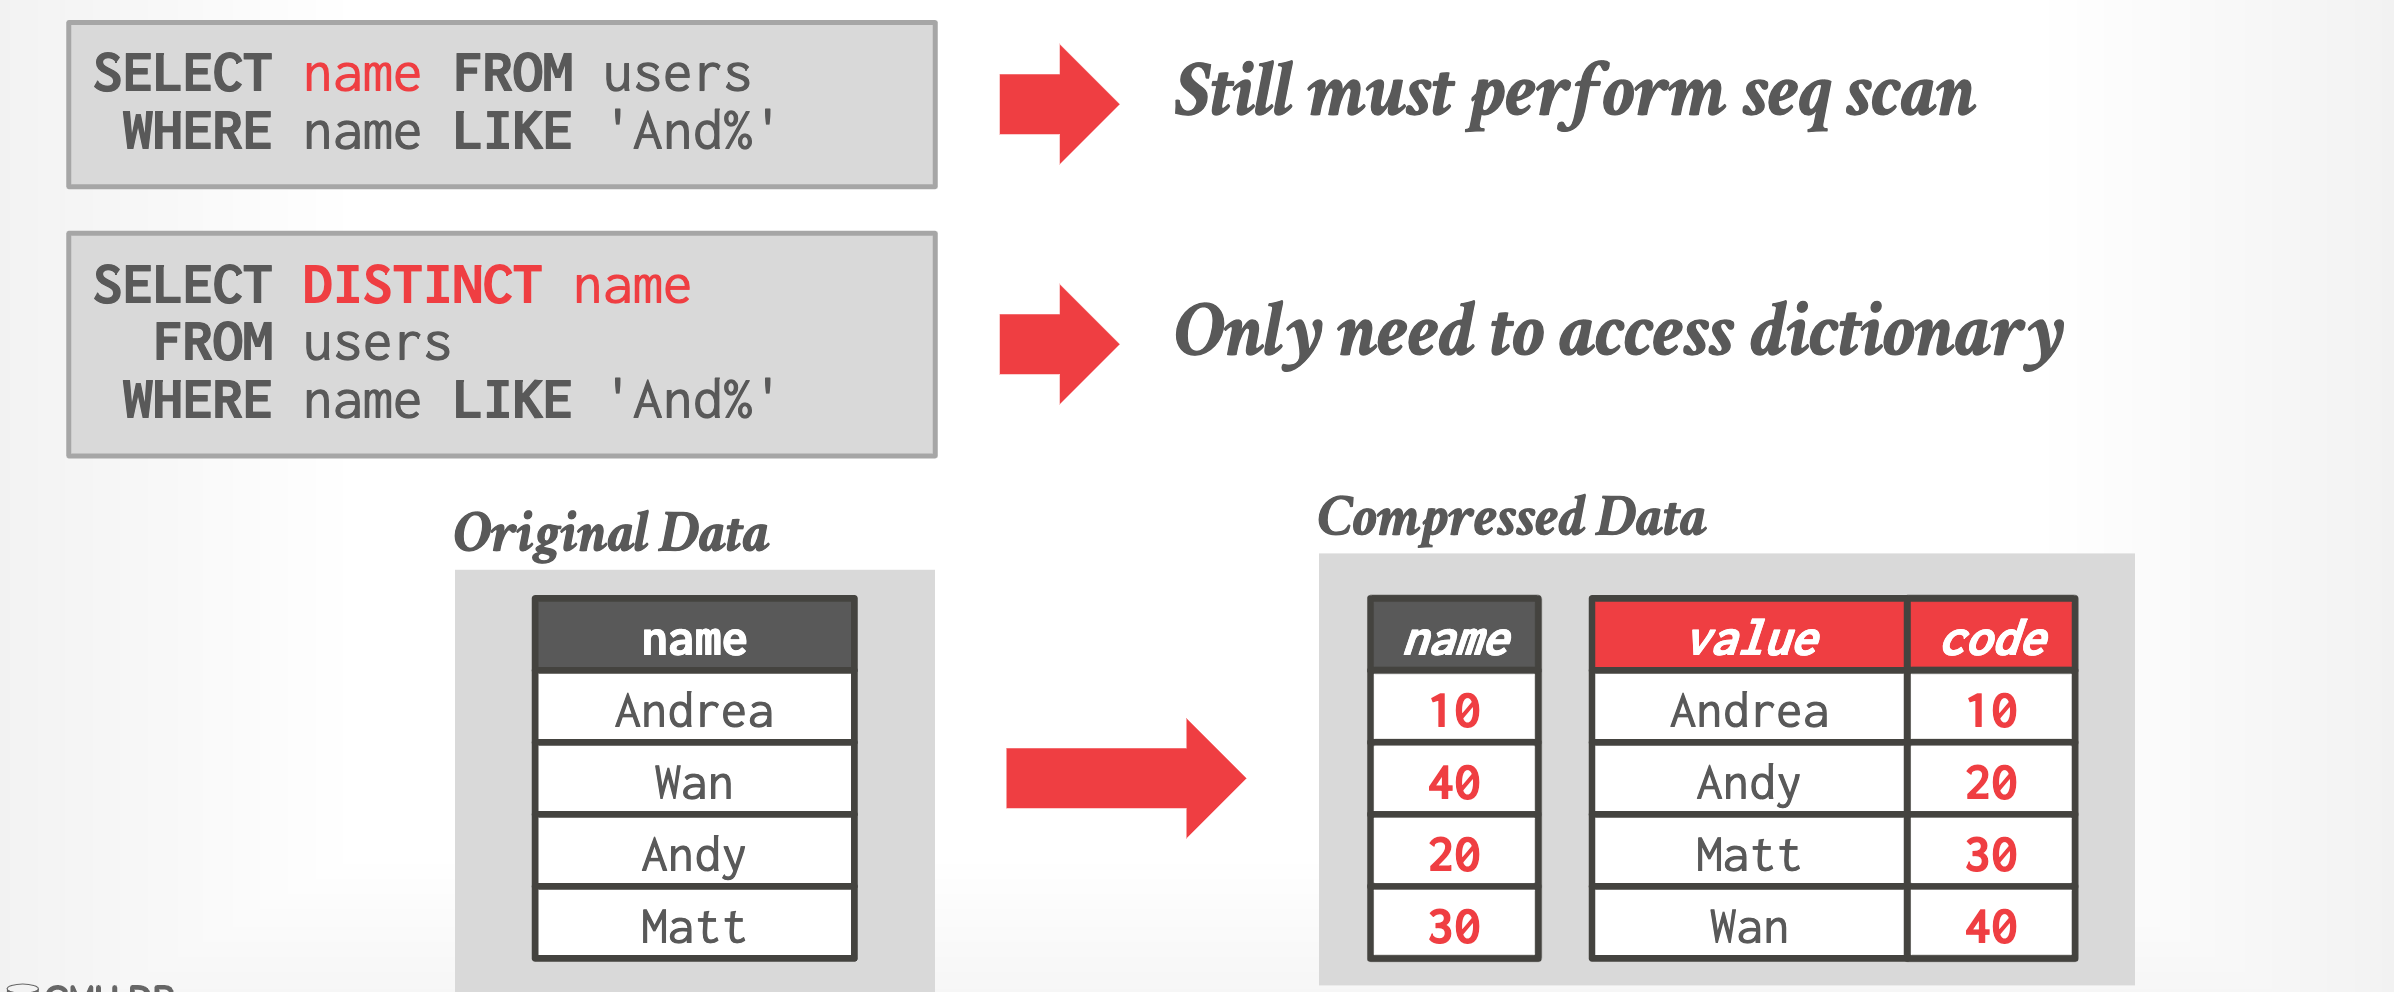 SELECT name FROM users
WHERE name LIKE 'And%'
Still must perform seq scan
SELECT DISTINCT name
FROM users
WHERE name LIKE 'And%'
Only need to access dictionary
Original Data
name
Andrea
Wan
Andy
Matt
Compressed Data
name value code
10 Andrea 10
40 Andy 20
20 Matt 30
30 Wan 40